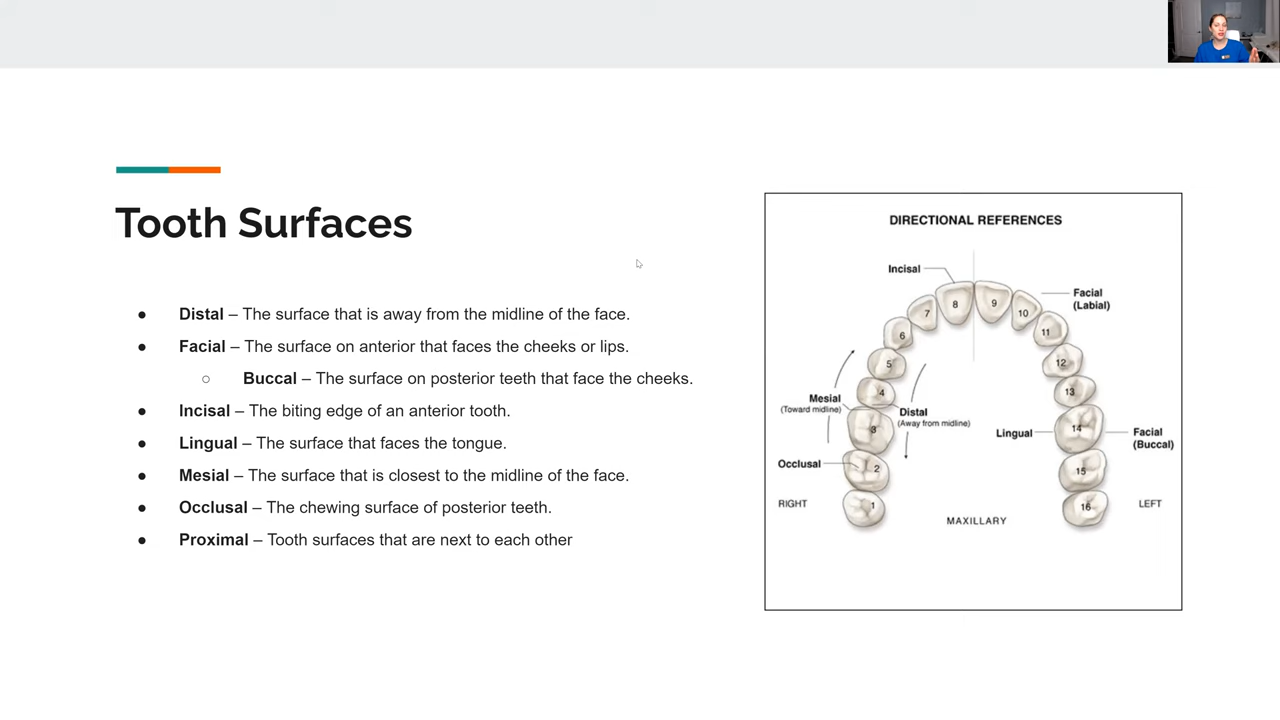 Tooth Surfaces
● Distal – The surface that is away from the midline of the face.
● Facial – The surface on anterior that faces the cheeks or lips.
○ Buccal – The surface on posterior teeth that face the cheeks.
● Incisal – The biting edge of an anterior tooth.
● Lingual – The surface that faces the tongue.
● Mesial – The surface that is closest to the midline of the face.
● Occlusal – The chewing surface of posterior teeth.
● Proximal – Tooth surfaces that are next to each other
DIRECTIONAL REFERENCES
Incisal
Facial
(Labial)
8
9
7
10
6
11
5
12
4
13
Mesial
(Toward midline)
Distal
(Away from midline)
3
14
Lingual
Facial
(Buccal)
Occlusal
2
15
RIGHT
1
16
LEFT
MAXILLARY